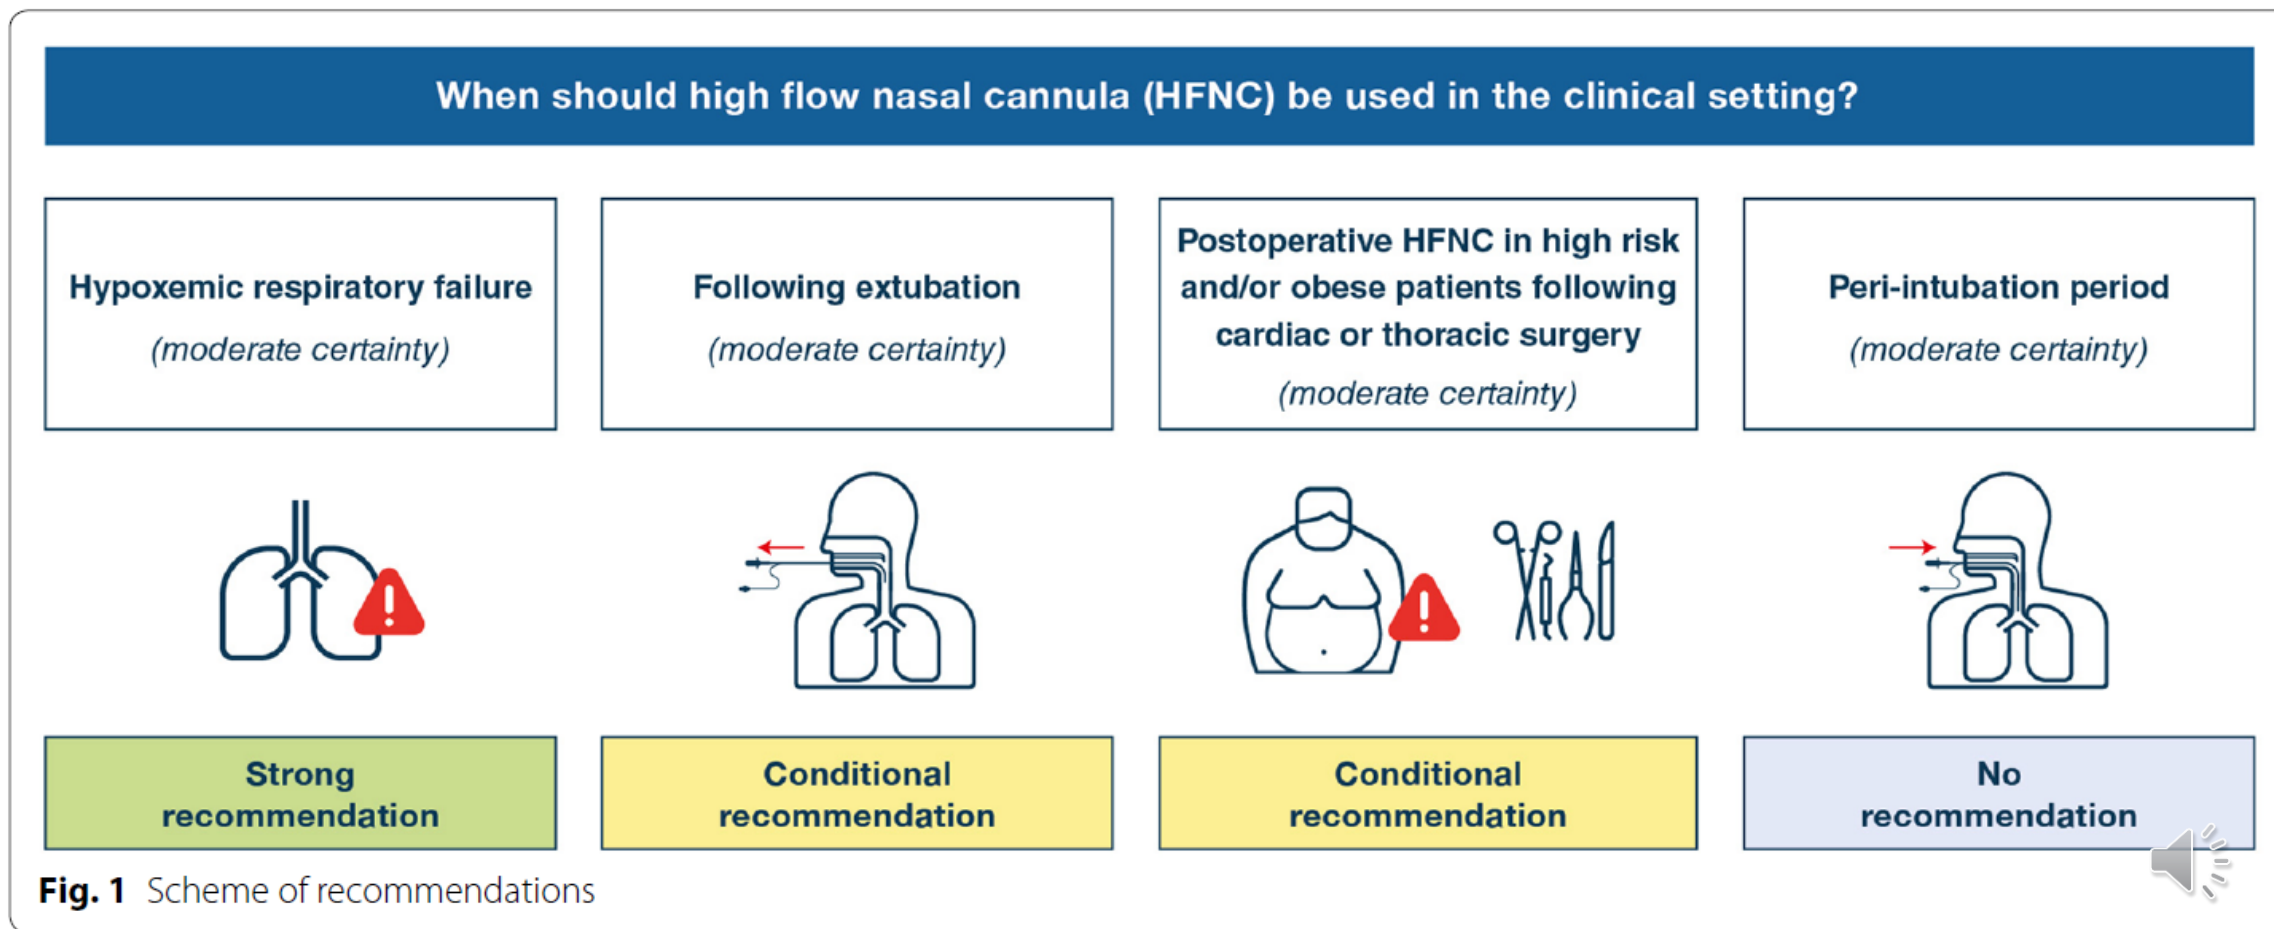 When should high flow nasal cannula (HFNC) be used in the clinical setting?
Hypoxemic respiratory failure
(moderate certainty)
Following extubation
(moderate certainty)
Postoperative HFNC in high risk
and/or obese patients following
cardiac or thoracic surgery
(moderate certainty)
Peri-intubation period
(moderate certainty)
Strong
recommendation
Conditional
recommendation
Conditional
recommendation
No
recommendation
Fig. 1 Scheme of recommendations